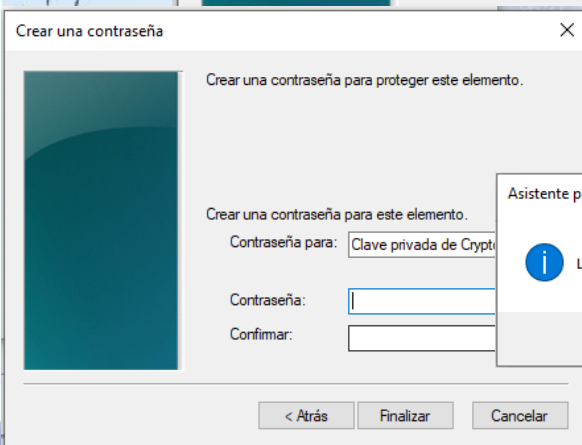 Crear una contraseña
Crear una contraseña para proteger este elemento.
Asistente p
Crear una contraseña para este elemento.
Contraseña para: Clave privada de Crypt
L
Contraseña:
Confirmar:
< Atrás Finalizar Cancelar